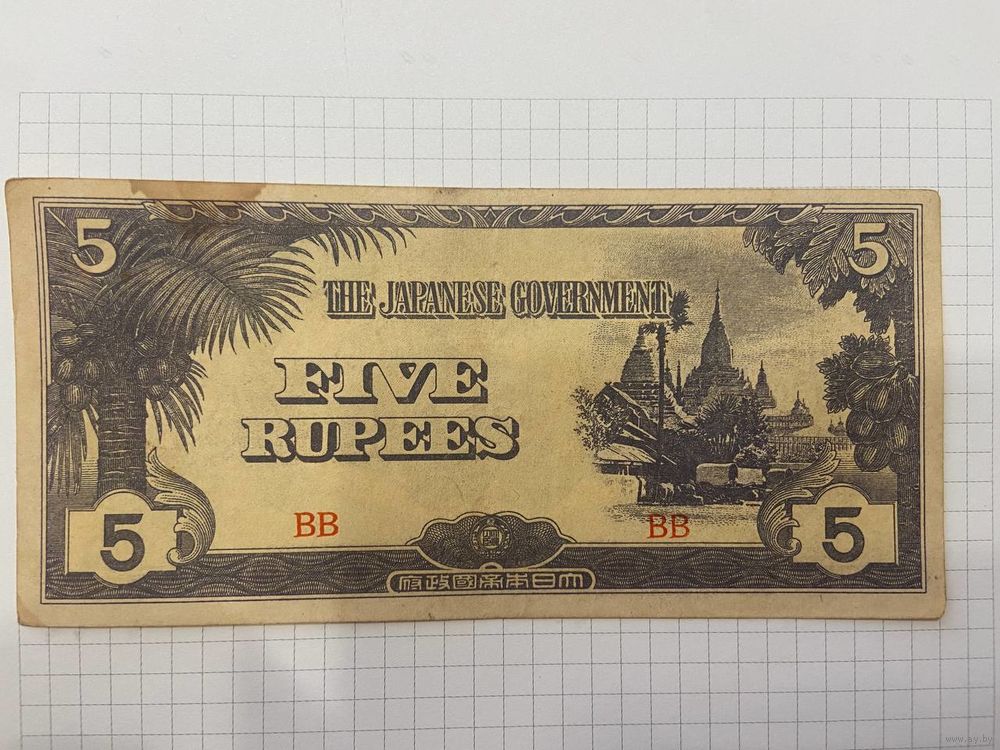 5 5
THE JAPANESE GOVERNMENT
FIVE
RUPEES
BB BB
5 5
府政國帝本日大
www.ay.by